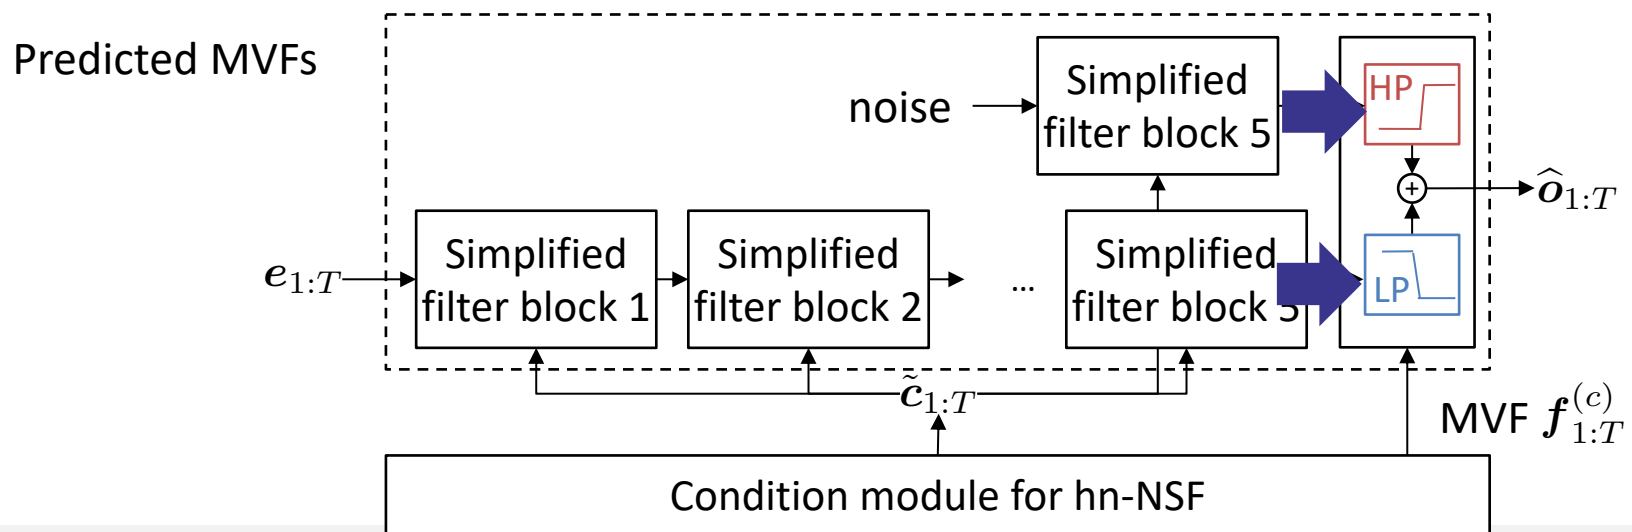 Predicted MVFs
Simplified
filter block 5
HP
noise
+
ô1:T
Simplified
filter block 1
Simplified
filter block 2
...
Simplified
filter block 5
LP
e1:T
c̃1:T
MVF f(c)1:T
Condition module for hn-NSF